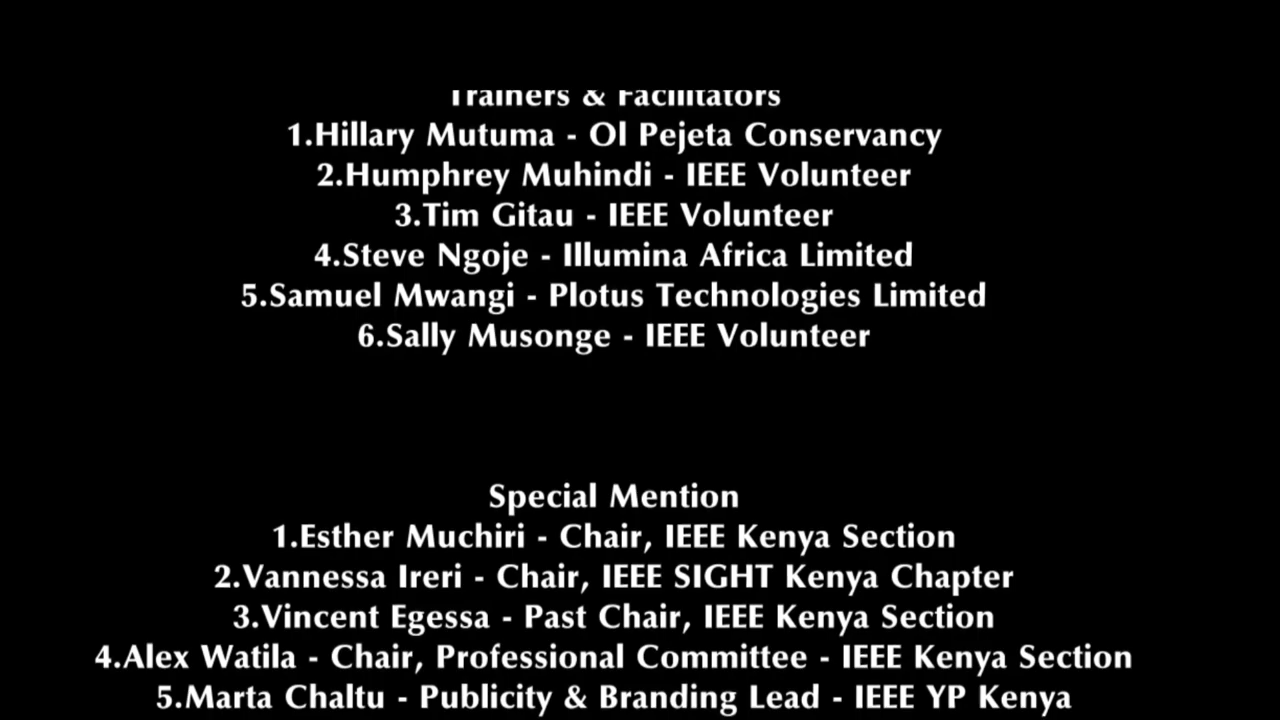 Trainers & Facilitators
1.Hillary Mutuma - Ol Pejeta Conservancy
2.Humphrey Muhindi - IEEE Volunteer
3.Tim Gitau - IEEE Volunteer
4.Steve Ngoje - Illumina Africa Limited
5.Samuel Mwangi - Plotus Technologies Limited
6.Sally Musonge - IEEE Volunteer
Special Mention
1.Esther Muchiri - Chair, IEEE Kenya Section
2.Vannessa Ireri - Chair, IEEE SIGHT Kenya Chapter
3.Vincent Egessa - Past Chair, IEEE Kenya Section
4.Alex Watila - Chair, Professional Committee - IEEE Kenya Section
5.Marta Chaltu - Publicity & Branding Lead - IEEE YP Kenya